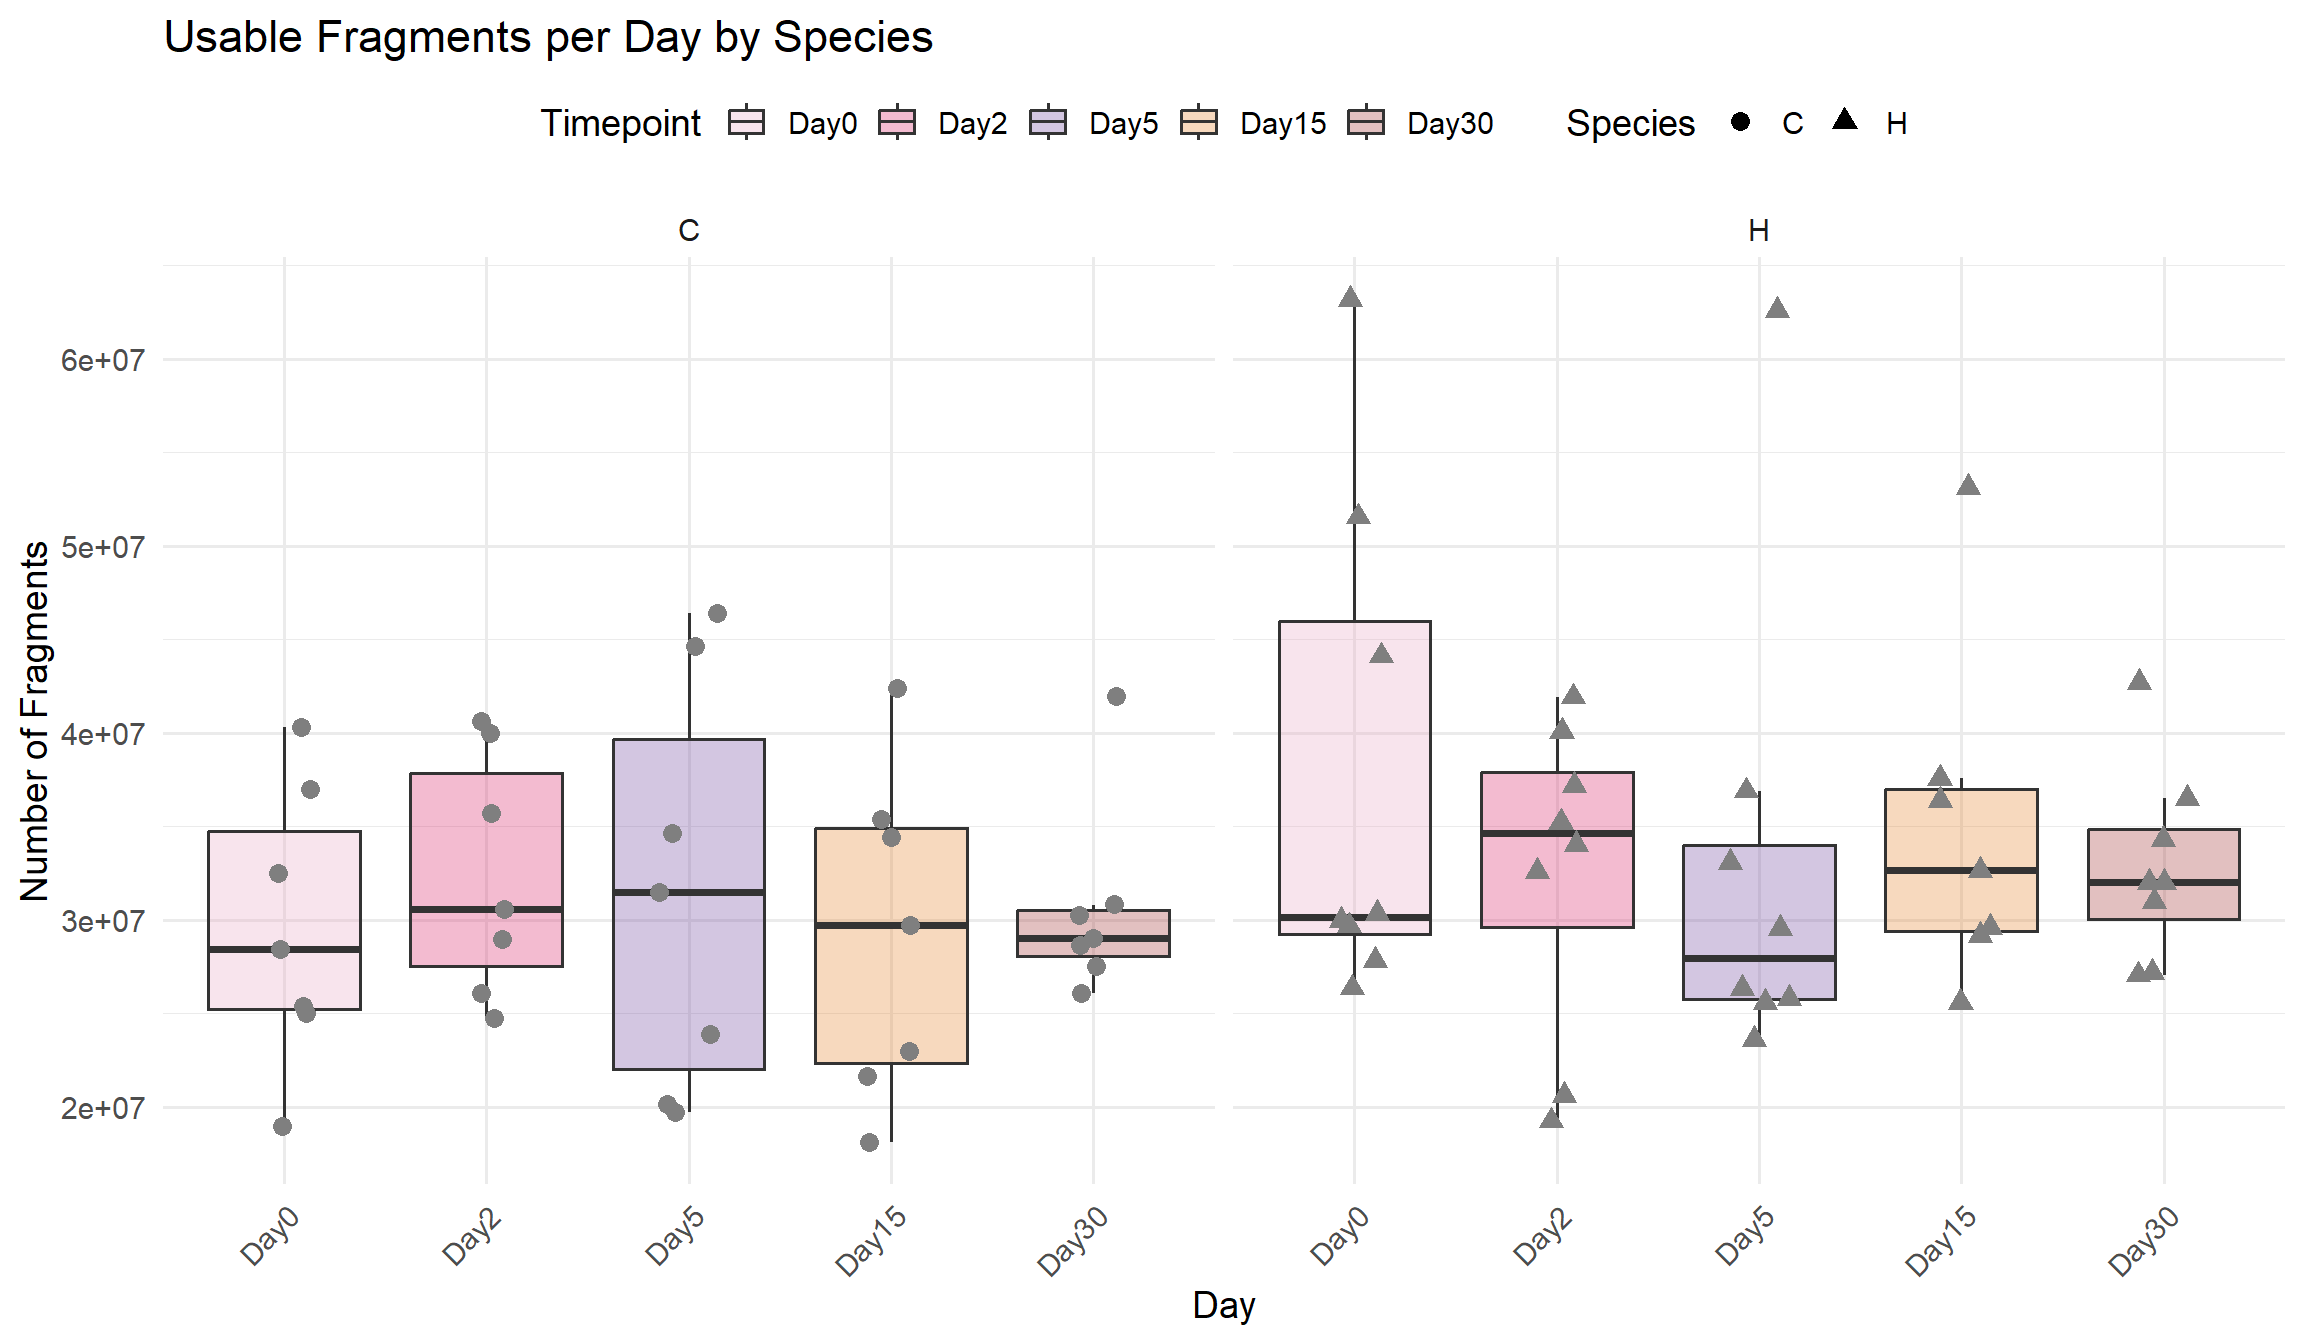 Usable Fragments per Day by Species
Timepoint Day0 Day2 Day5 Day15 Day30 Species C H
C H
Number of Fragments
6e+07
5e+07
4e+07
3e+07
2e+07
Day0 Day2 Day5 Day15 Day30 Day0 Day2 Day5 Day15 Day30
Day